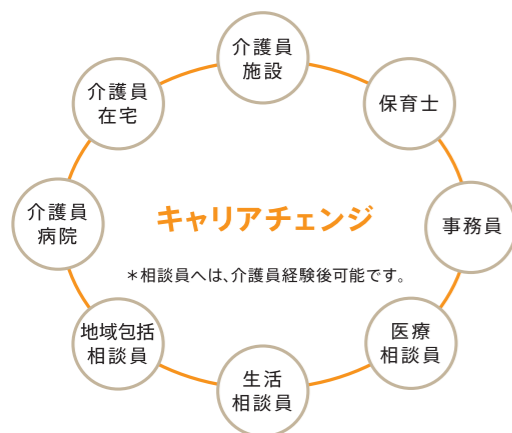 介護員
施設
保育士
事務員
医療
相談員
生活
相談員
地域包括
相談員
介護員
病院
介護員
在宅
キャリアチェンジ
＊相談員へは、介護員経験後可能です。